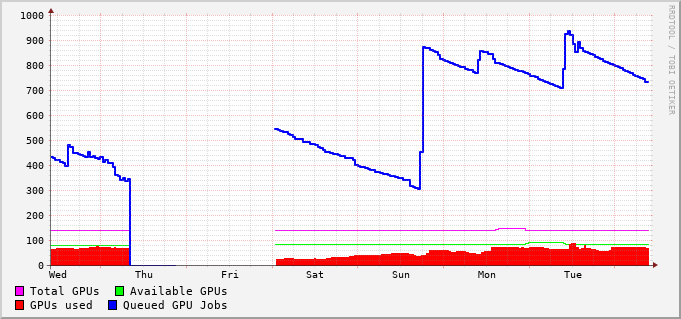 1000
900
800
700
600
500
400
300
200
100
0
Wed Thu Fri Sat Sun Mon Tue
Total GPUs Available GPUs
GPUs used Queued GPU Jobs
RRDTOOL / TOBI OETIKER